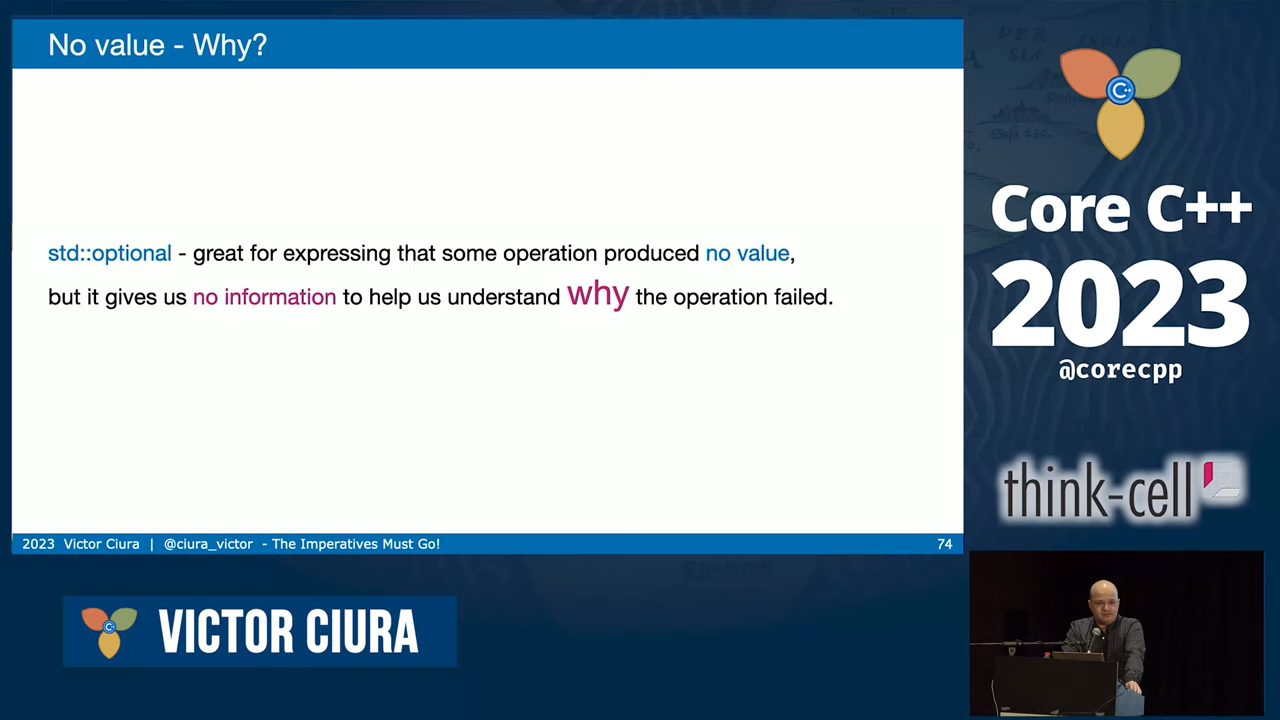 No value - Why?
std::optional - great for expressing that some operation produced no value,
but it gives us no information to help us understand why the operation failed.
2023 Victor Ciura | @ciura_victor - The Imperatives Must Go!
74
C++
Core C++
2023
@corecpp
think-cell
VICTOR CIURA